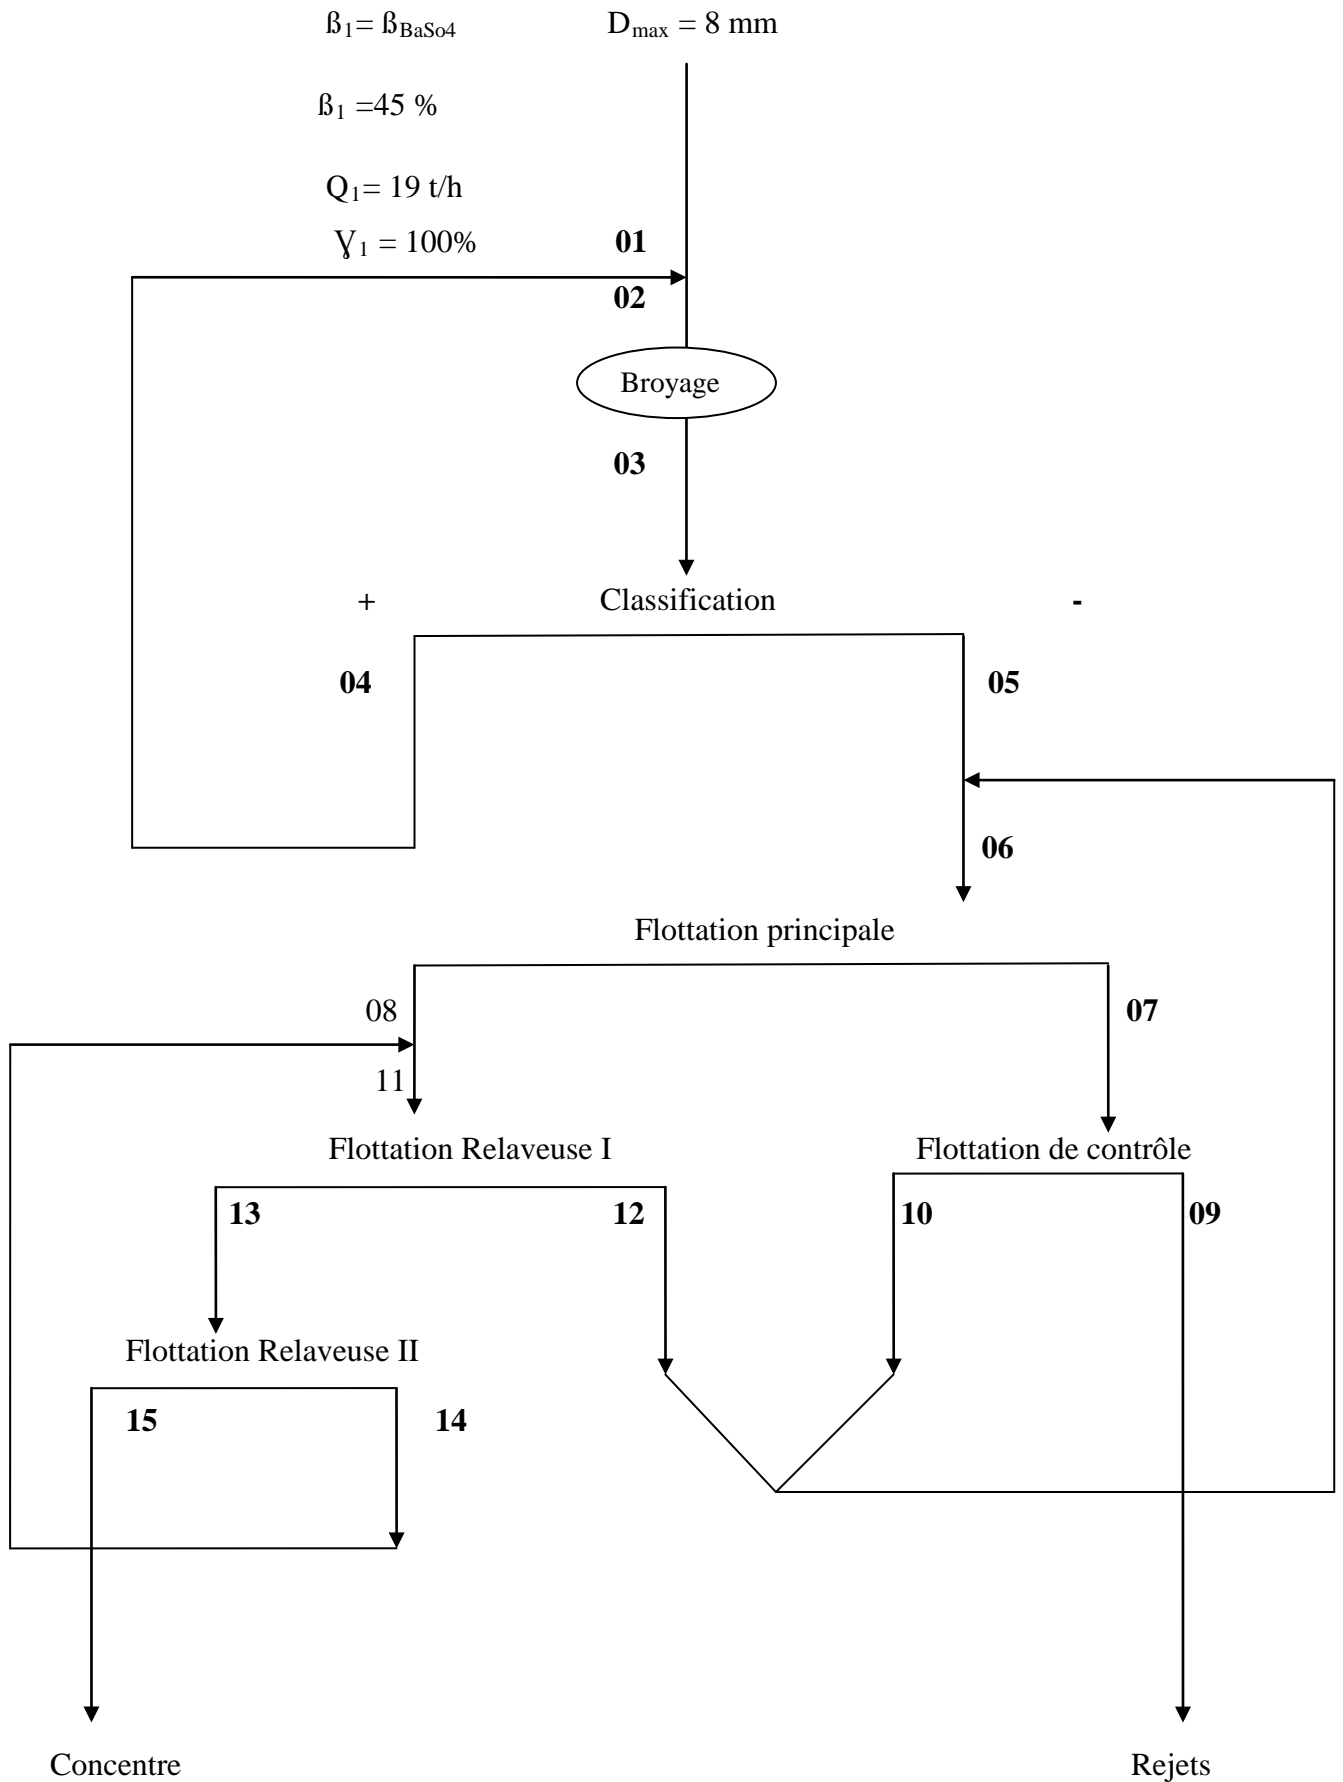 ß₁= ß_BaSo4 D_max = 8 mm
ß₁ =45 %
Q₁= 19 t/h
Ɣ₁ = 100% 01
02
Broyage
03
+ Classification -
04 05
06
Flottation principale
08 07
11
Flottation Relaveuse I Flottation de contrôle
13 12 10 09
Flottation Relaveuse II
15 14
Concentre Rejets